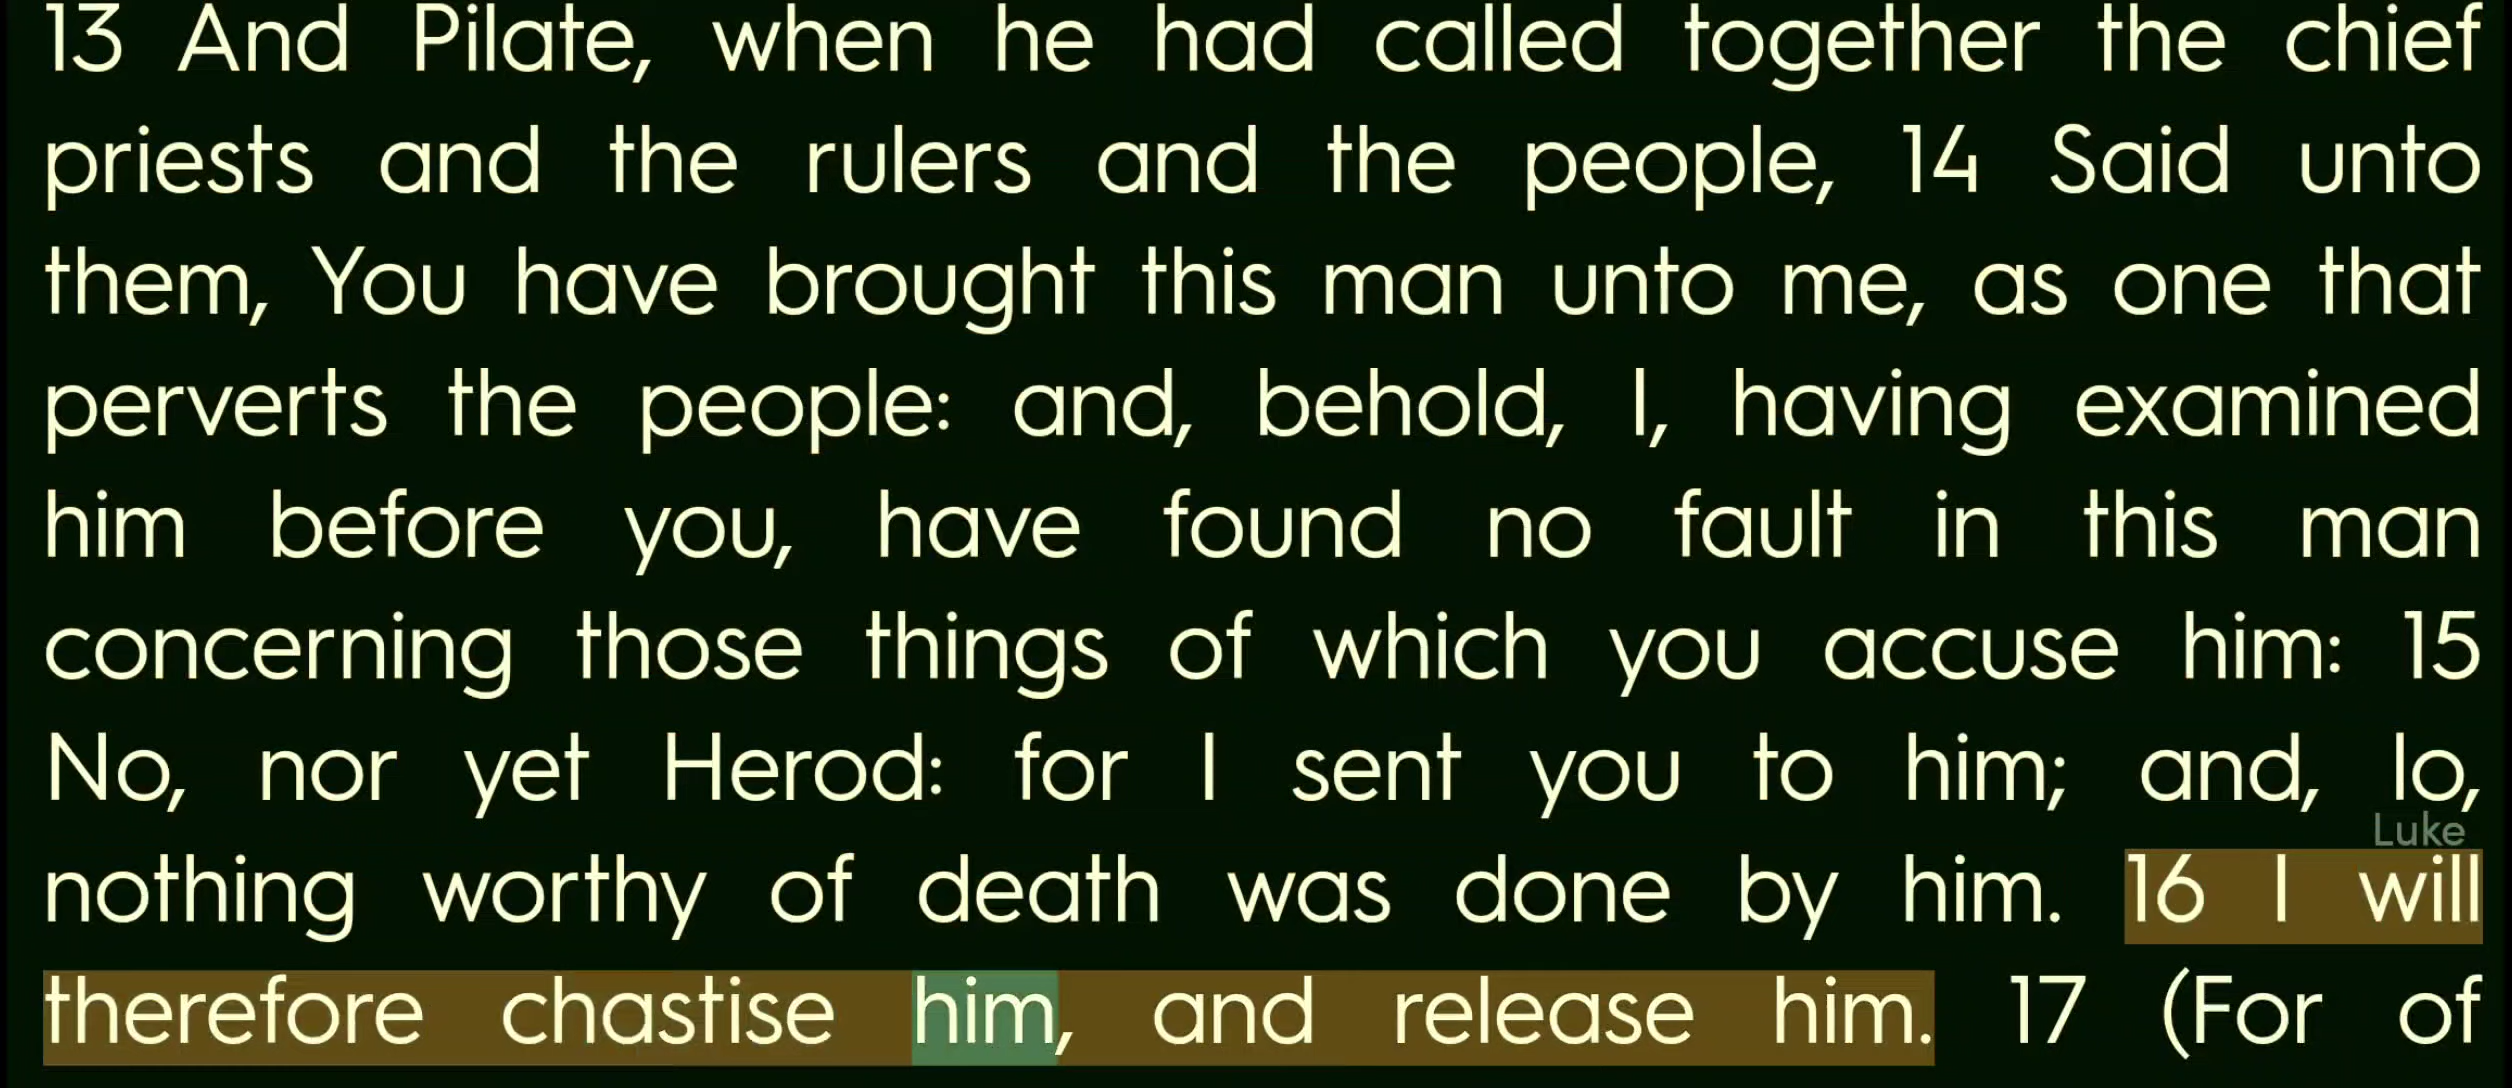 13 And Pilate, when he had called together the chief
priests and the rulers and the people, 14 Said unto
them, You have brought this man unto me, as one that
perverts the people: and, behold, I, having examined
him before you, have found no fault in this man
concerning those things of which you accuse him: 15
No, nor yet Herod: for I sent you to him; and, lo,
Luke
nothing worthy of death was done by him. 16 I will
therefore chastise him, and release him. 17 (For of